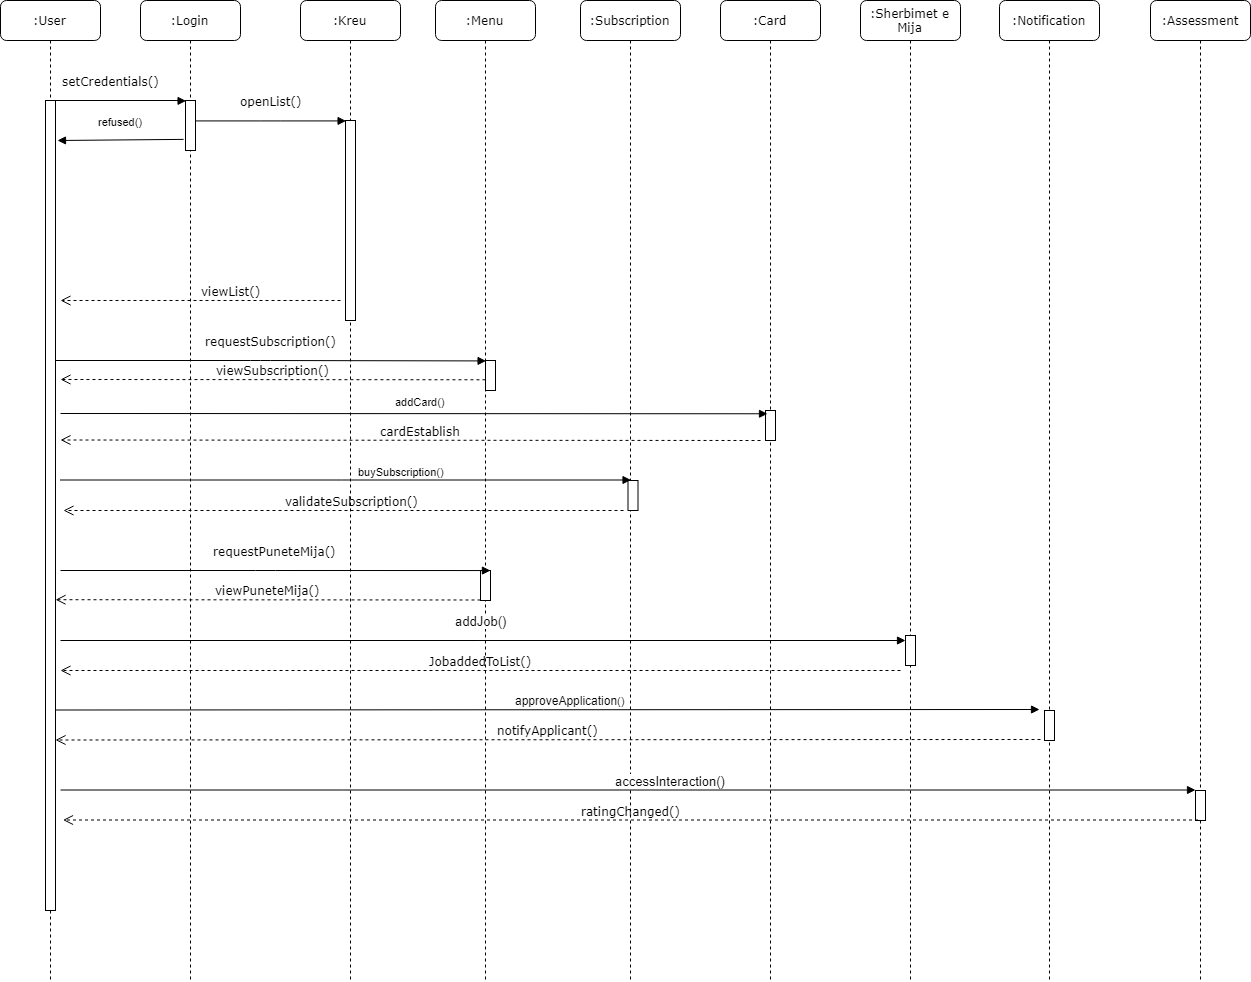 :User
:Login
:Kreu
:Menu
:Subscription
:Card
:Sherbimet e
Mija
:Notification
:Assessment
setCredentials()
openList()
refused()
viewList()
requestSubscription()
viewSubscription()
addCard()
cardEstablish
buySubscription()
validateSubscription()
requestPuneteMija()
viewPuneteMija()
addJob()
JobaddedToList()
approveApplication()
notifyApplicant()
accessInteraction()
ratingChanged()